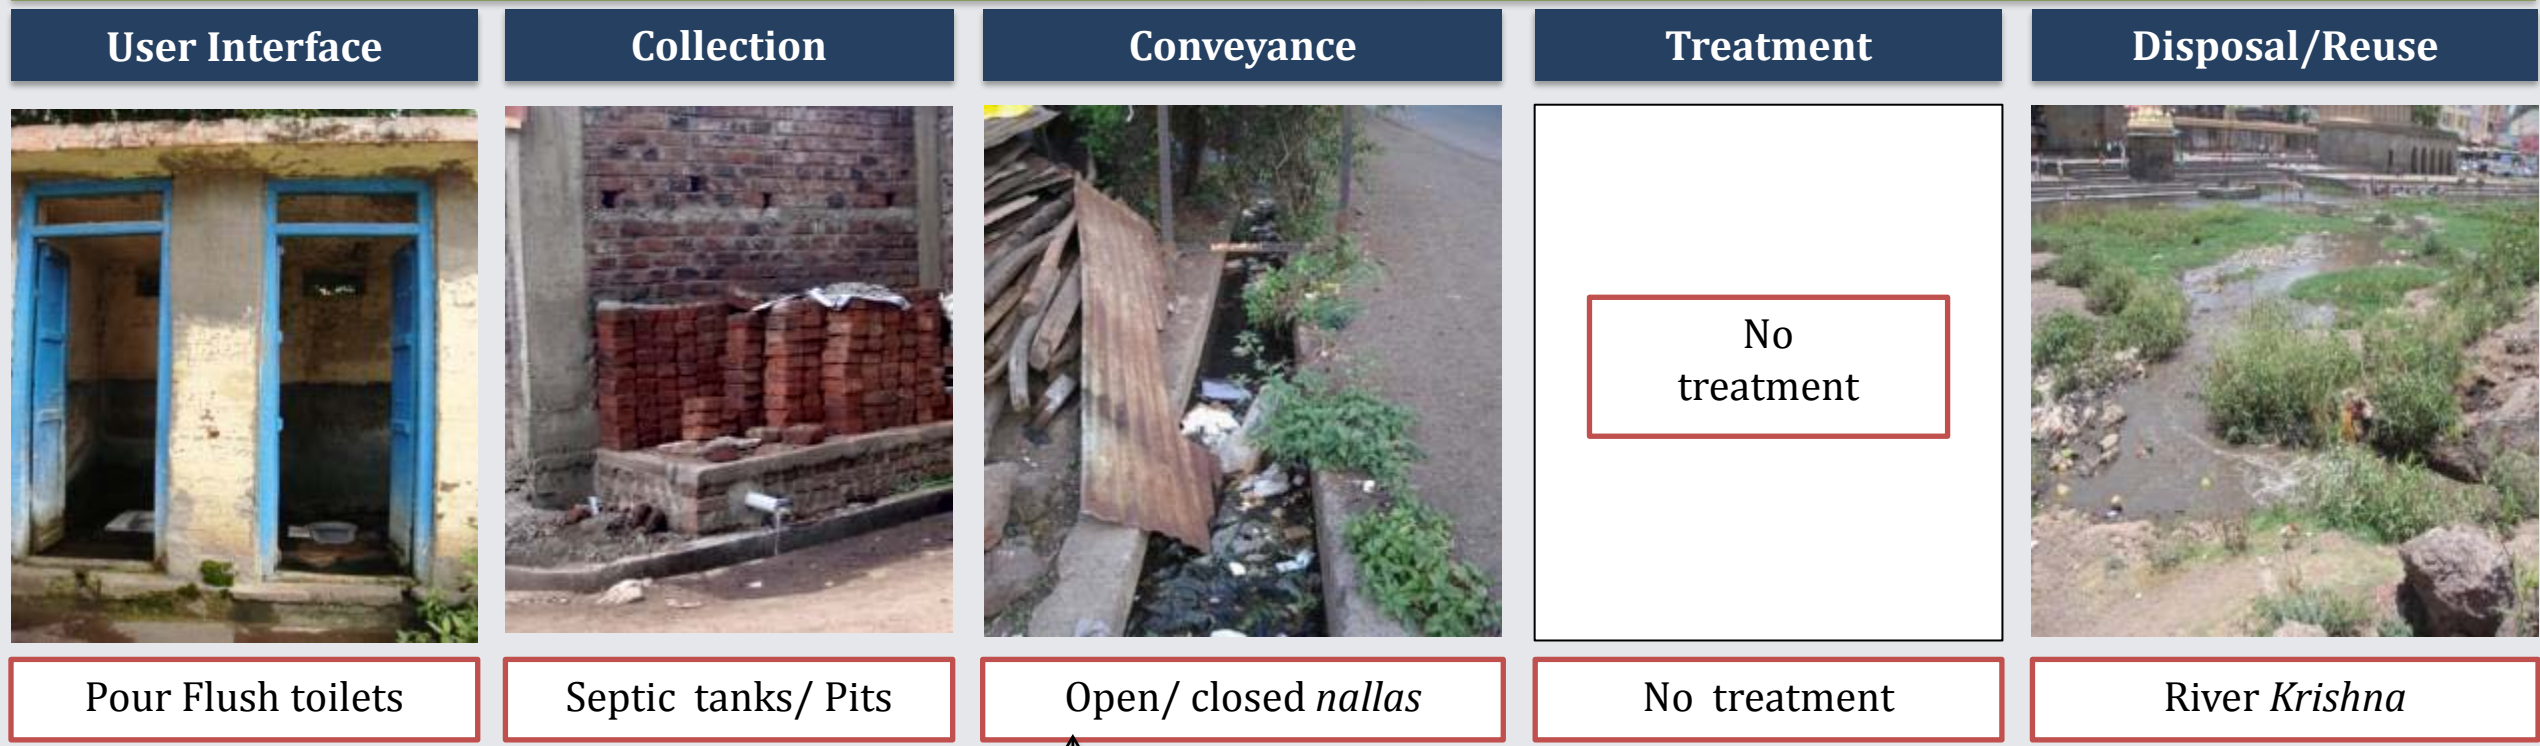 User Interface
Collection
Conveyance
Treatment
Disposal/Reuse
No
treatment
Pour Flush toilets
Septic tanks/ Pits
Open/ closed nallas
No treatment
River Krishna